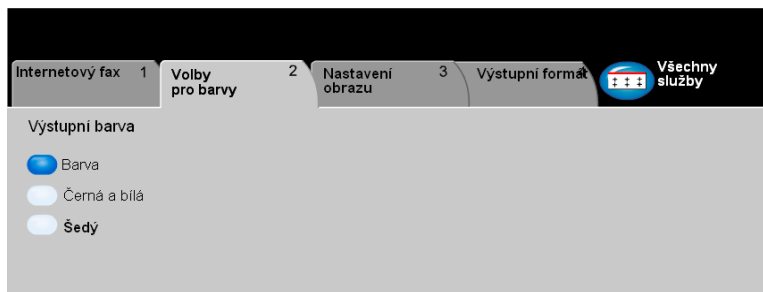 Internetový fax 1
Volby 2
pro barvy
Nastavení 3
obrazu
Výstupní formát 4
Všechny
služby
Výstupní barva
Barva
Černá a bílá
Šedý